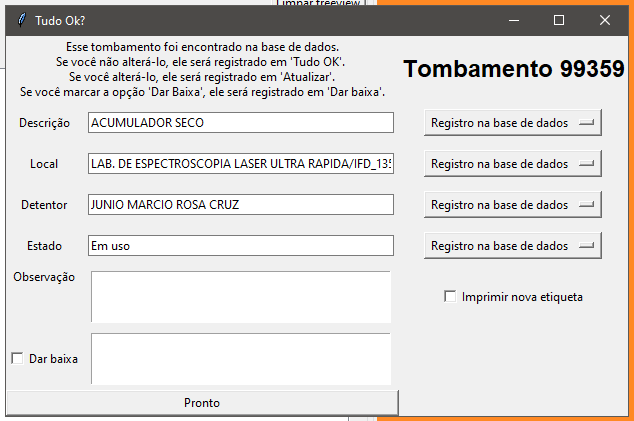 Limpar treeview
Tudo Ok?
Esse tombamento foi encontrado na base de dados.
Se você não alterá-lo, ele será registrado em 'Tudo OK'.
Se você alterá-lo, ele será registrado em 'Atualizar'.
Se você marcar a opção 'Dar Baixa', ele será registrado em 'Dar baixa'.
Tombamento 99359
Descrição ACUMULADOR SECO Registro na base de dados
Local LAB. DE ESPECTROSCOPIA LASER ULTRA RAPIDA/IFD_135 Registro na base de dados
Detentor JUNIO MARCIO ROSA CRUZ Registro na base de dados
Estado Em uso Registro na base de dados
Observação
Imprimir nova etiqueta
Dar baixa
Pronto